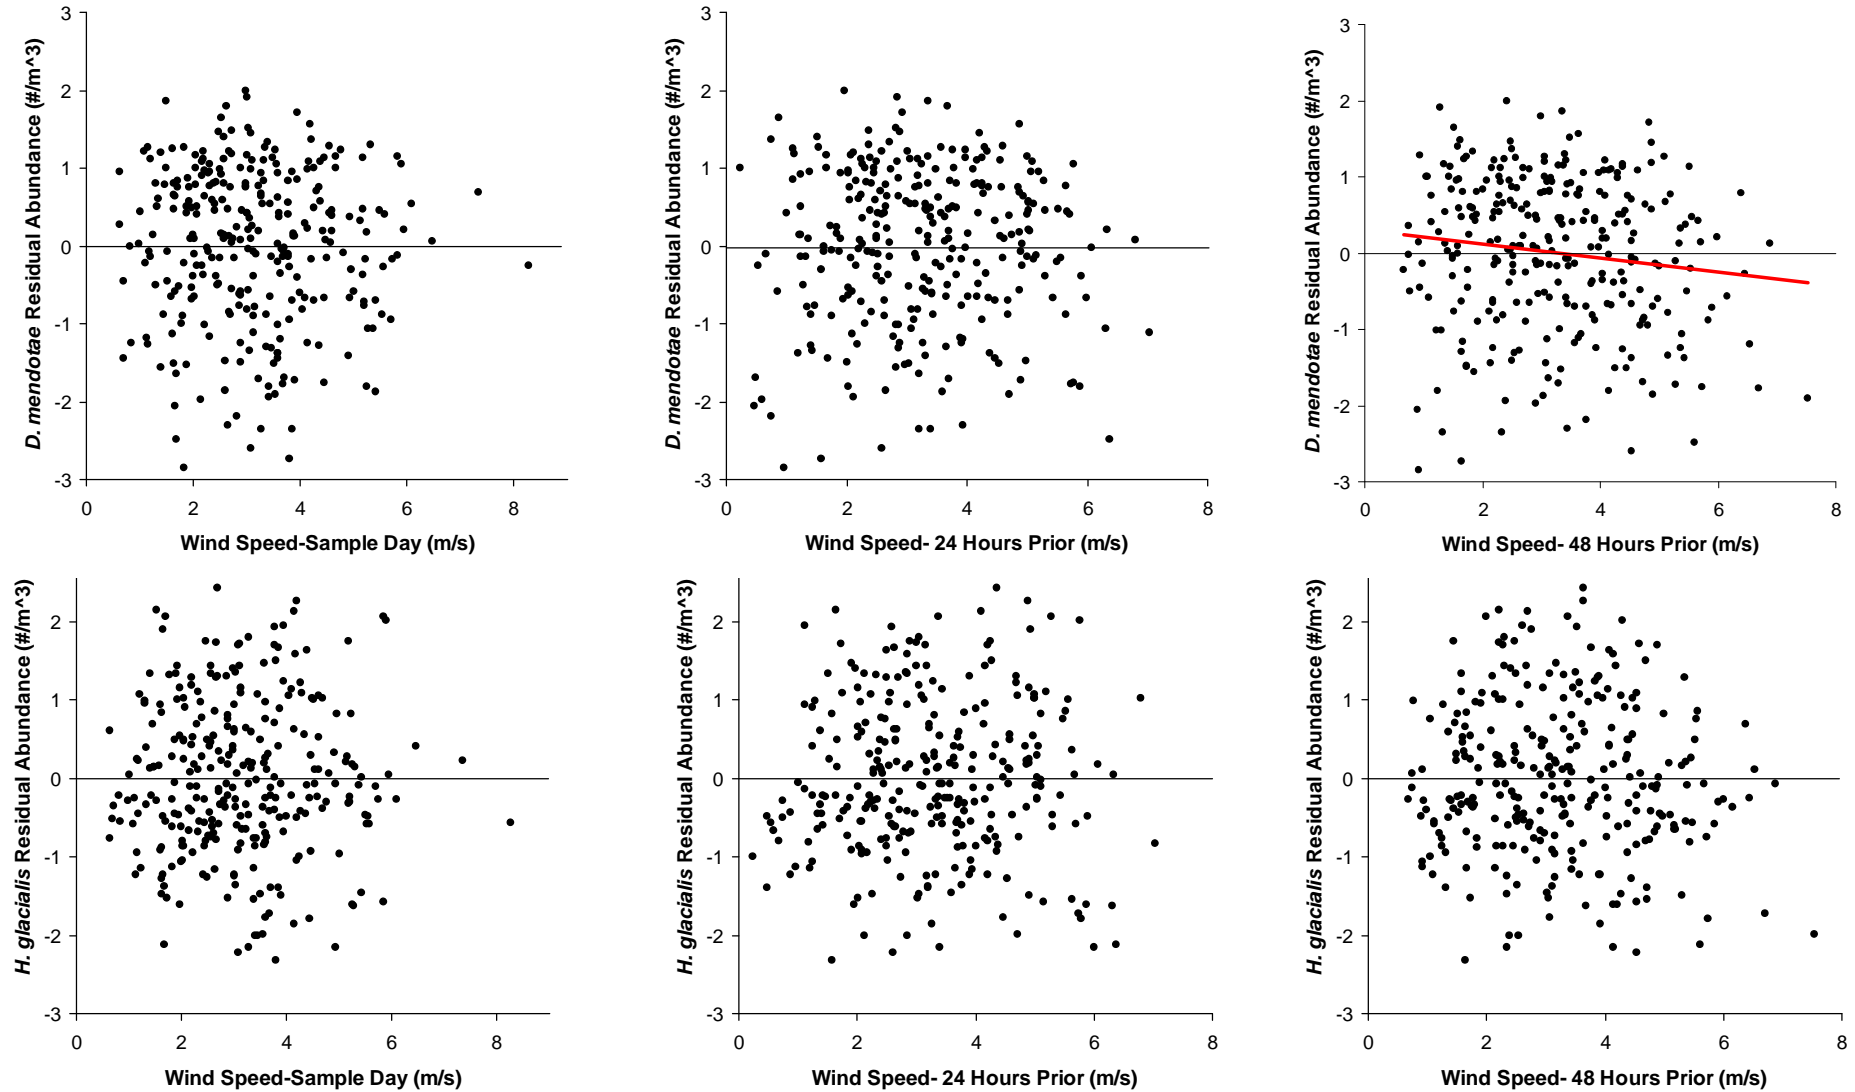 3
2
1
0
-1
-2
-3
0 2 4 6 8
D. mendotae Residual Abundance (#/m^3)
Wind Speed-Sample Day (m/s)
3
2
1
0
-1
-2
-3
0 2 4 6 8
D. mendotae Residual Abundance (#/m^3)
Wind Speed- 24 Hours Prior (m/s)
3
2
1
0
-1
-2
-3
0 2 4 6 8
D. mendotae Residual Abundance (#/m^3)
Wind Speed- 48 Hours Prior (m/s)
2
1
0
-1
-2
-3
0 2 4 6 8
H. glacialis Residual Abundance (#/m^3)
Wind Speed-Sample Day (m/s)
2
1
0
-1
-2
-3
0 2 4 6 8
H. glacialis Residual Abundance (#/m^3)
Wind Speed- 24 Hours Prior (m/s)
2
1
0
-1
-2
-3
0 2 4 6 8
H. glacialis Residual Abundance (#/m^3)
Wind Speed- 48 Hours Prior (m/s)